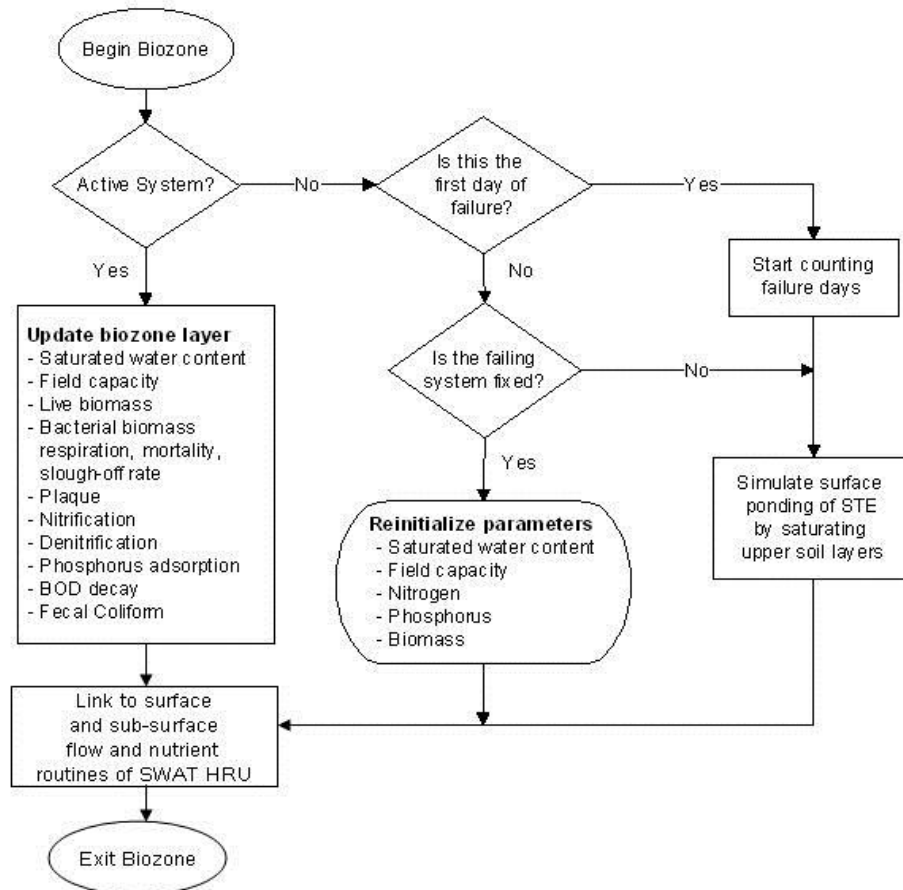 Begin Biozone
Active System?
No
Is this the
first day of
failure?
Yes
Start counting
failure days
Yes
No
Update biozone layer
- Saturated water content
- Field capacity
- Live biomass
- Bacterial biomass
respiration, mortality,
slough-off rate
- Plaque
- Nitrification
- Denitrification
- Phosphorus adsorption
- BOD decay
- Fecal Coliform
Is the failing
system fixed?
No
Yes
Simulate surface
ponding of STE
by saturating
upper soil layers
Reinitialize parameters
- Saturated water content
- Field capacity
- Nitrogen
- Phosphorus
- Biomass
Link to surface
and sub-surface
flow and nutrient
routines of SWAT HRU
Exit Biozone